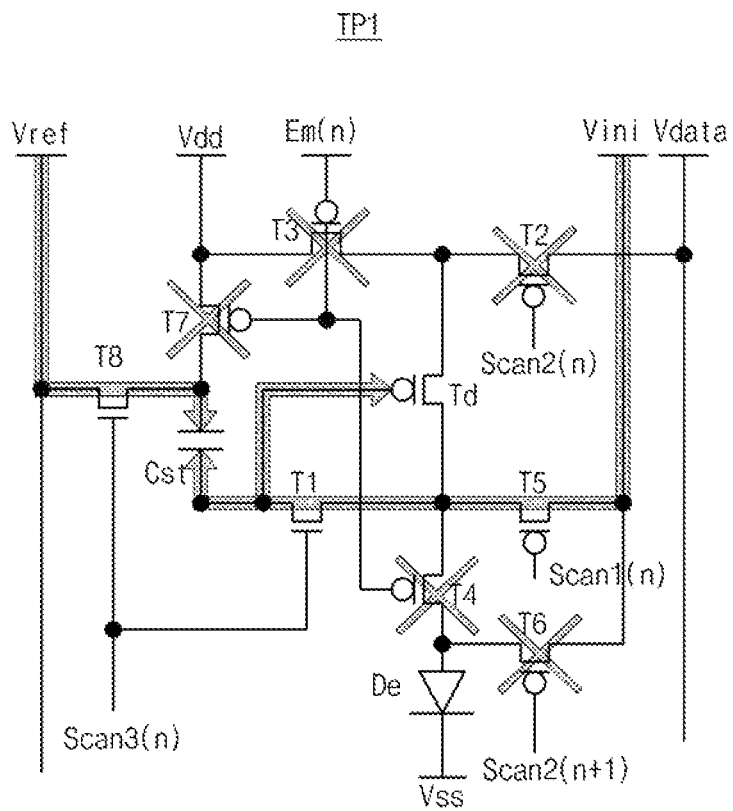 TP1
Vref
Vdd
Em(n)
Vini
Vdata
T3
T2
T7
T8
Scan2(n)
Td
Cst
T1
T5
Scan1(n)
T4
T6
De
Scan3(n)
Scan2(n+1)
Vss